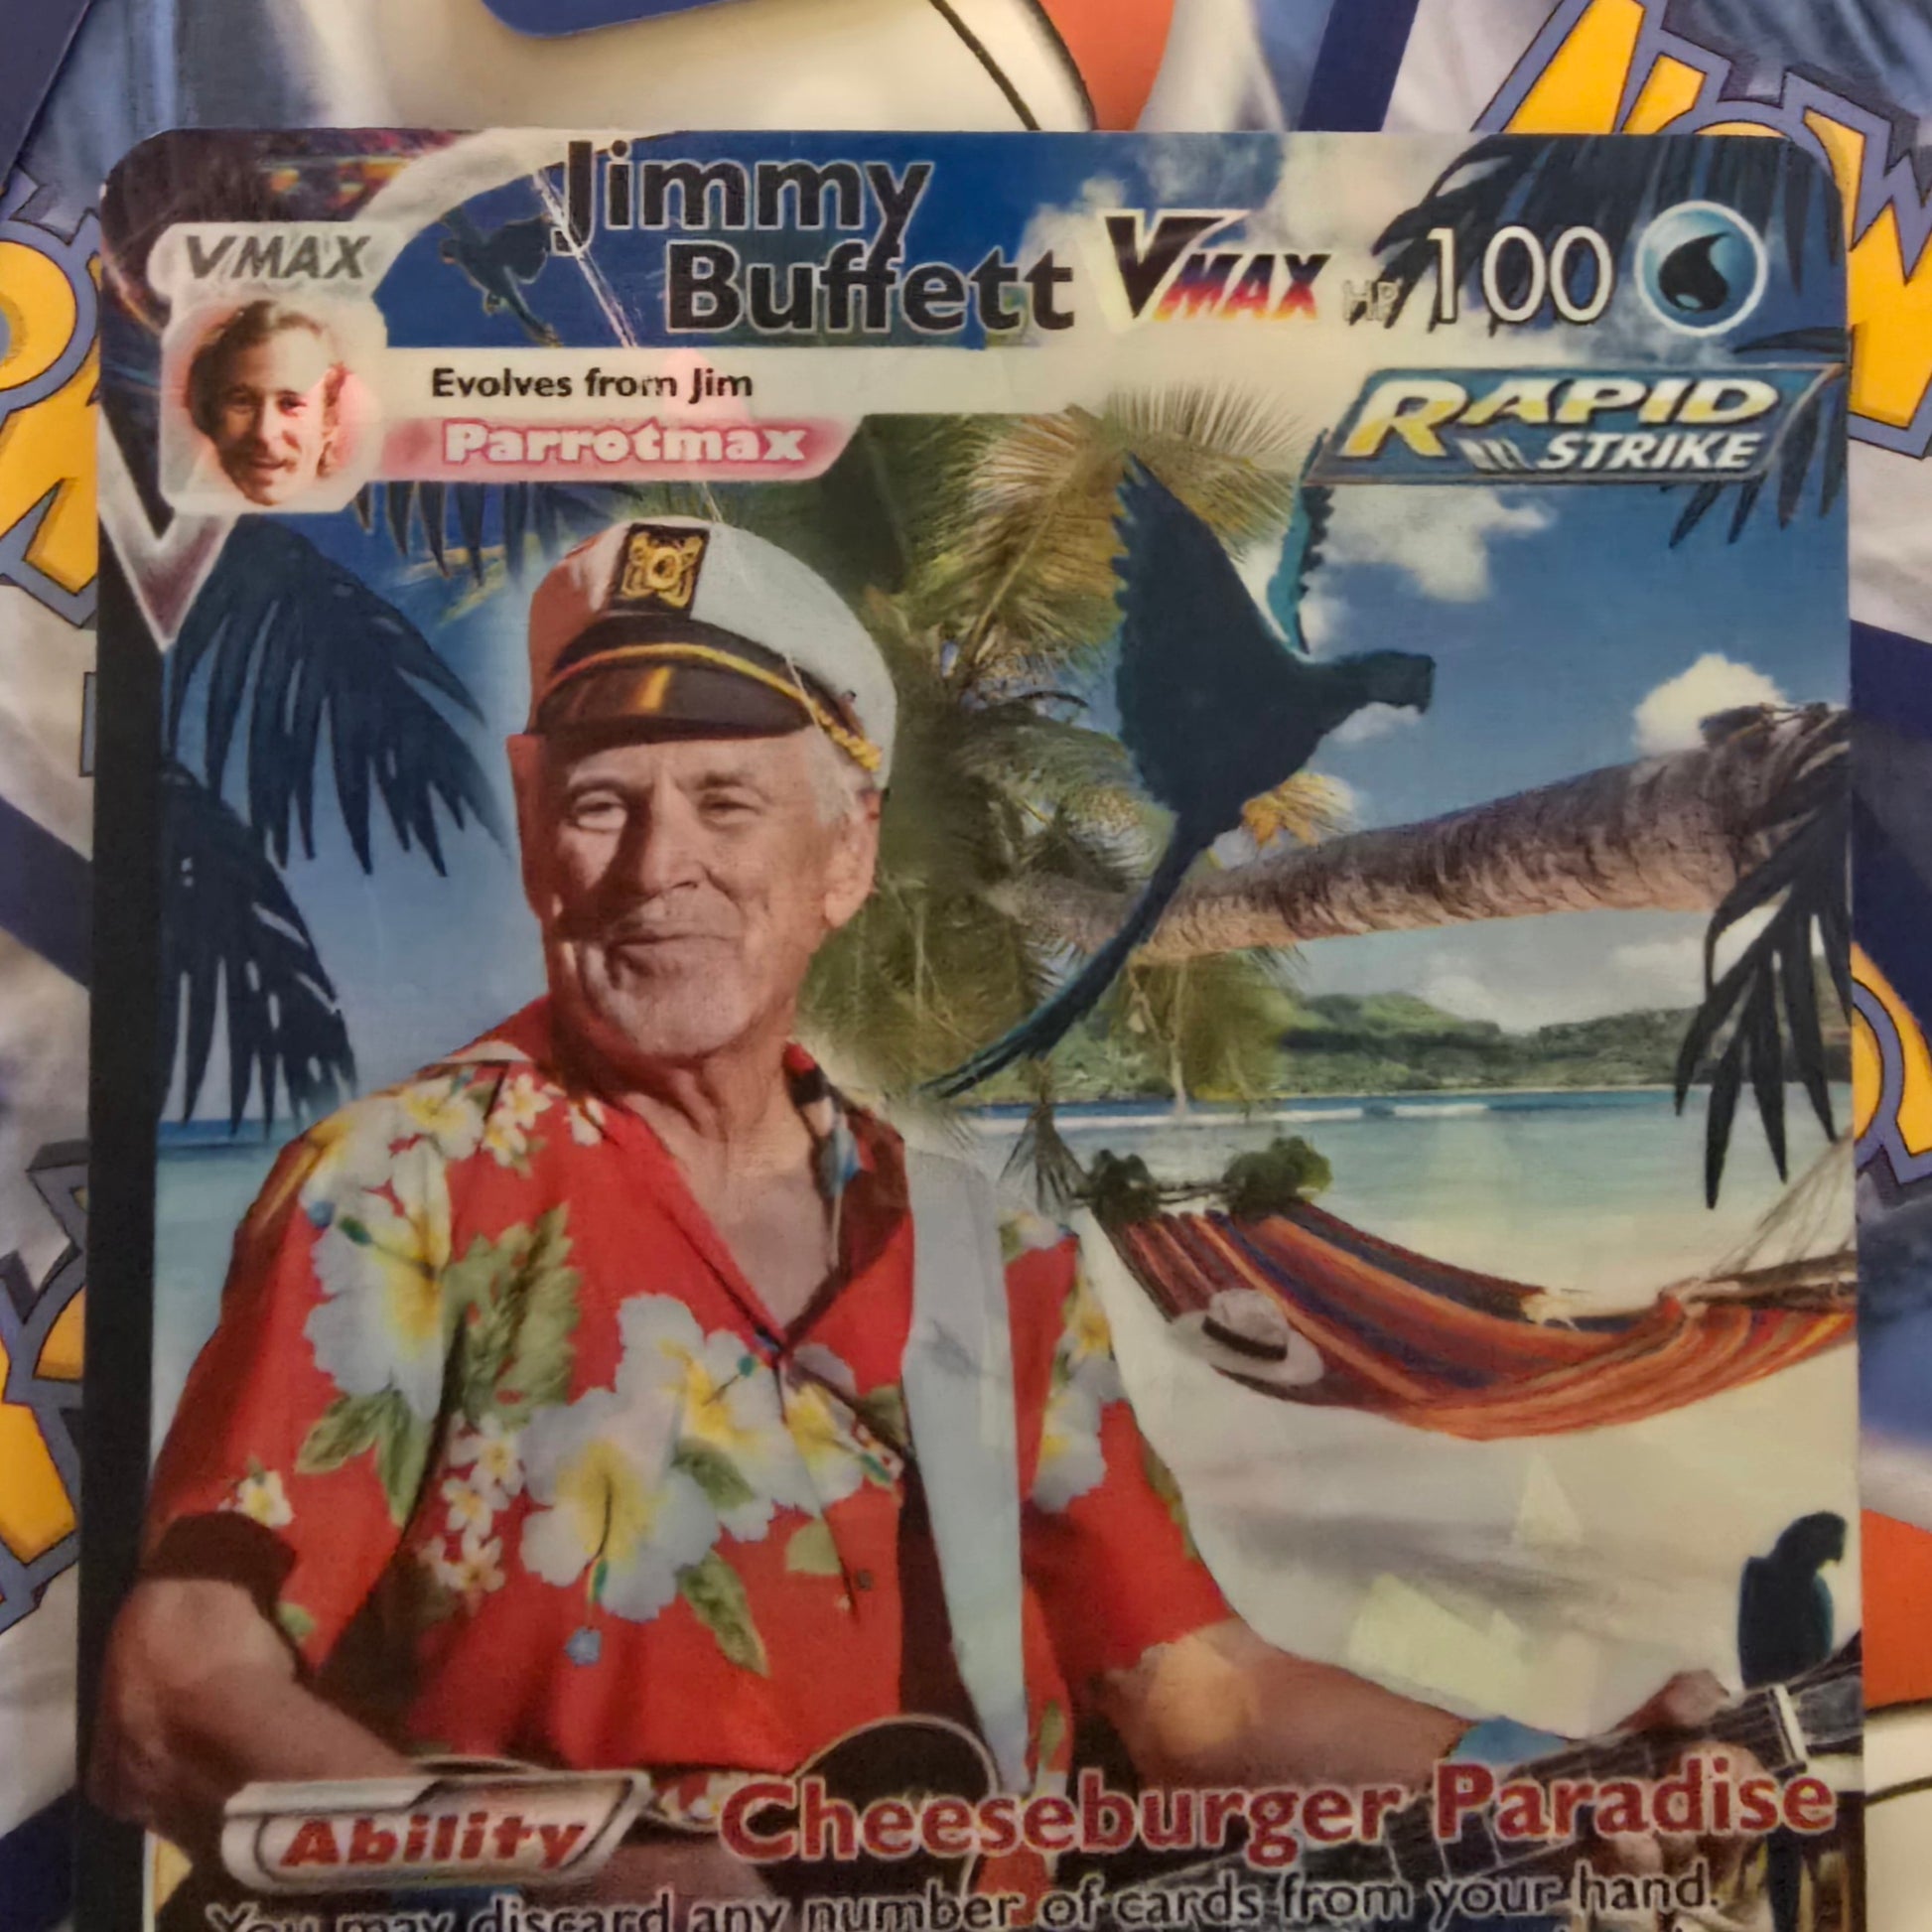 VMAX
Jimmy
Buffett VMAX HP 100
Evolves from Jim
Parrotmax
RAPID
STRIKE
Ability Cheeseburger Paradise
You may discard any number of cards from your hand.